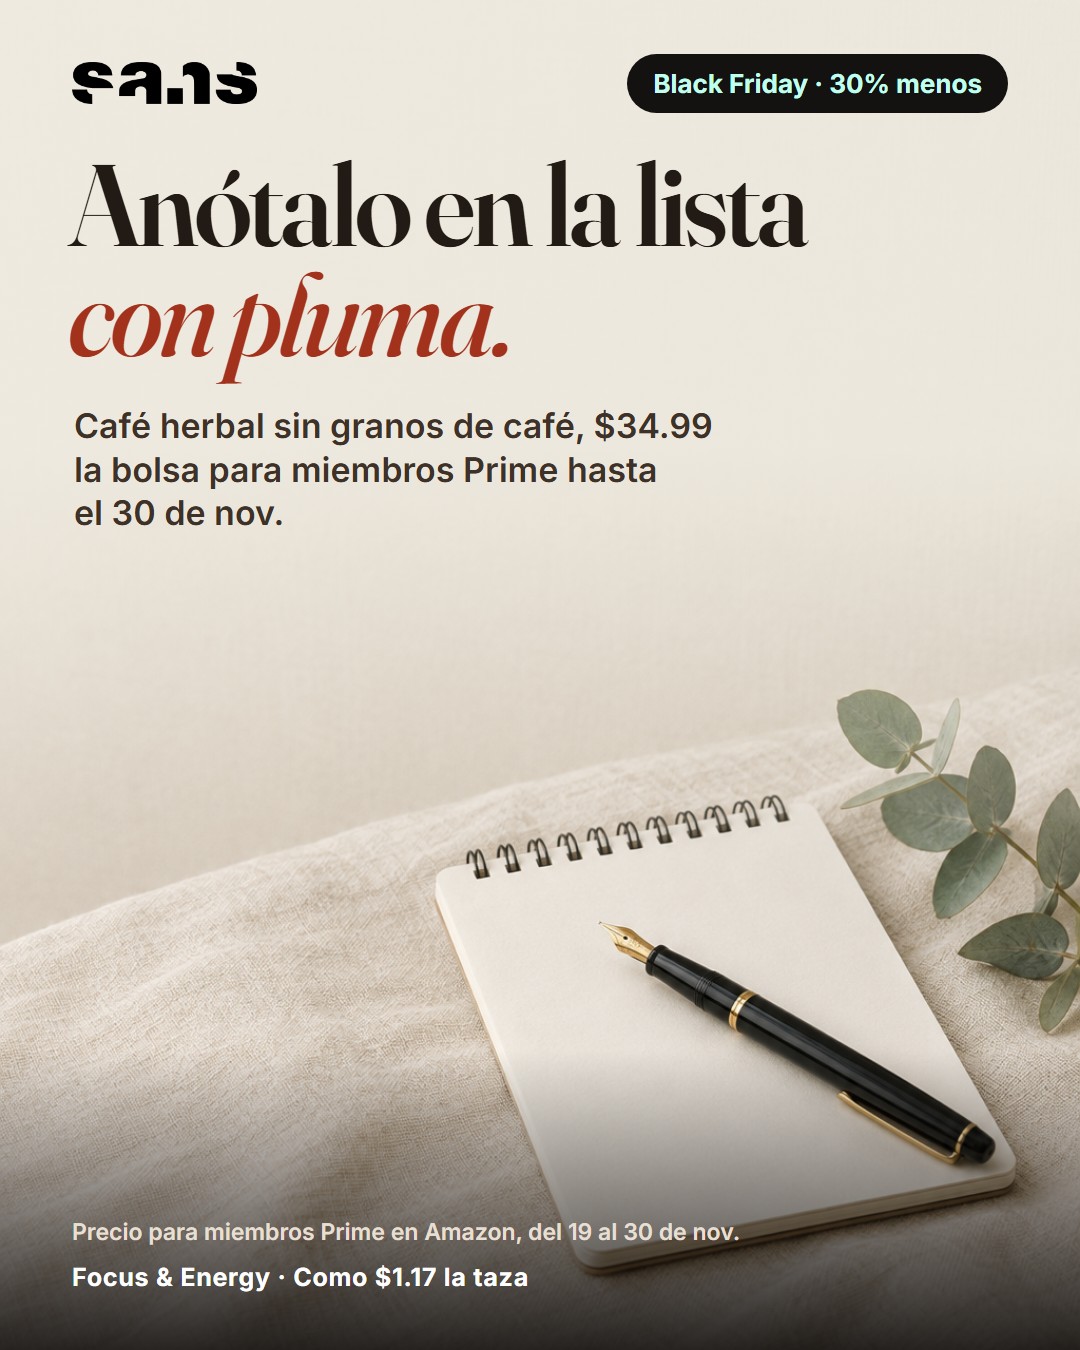 sans
Black Friday · 30% menos
Anótalo en la lista
con pluma.
Café herbal sin granos de café, $34.99
la bolsa para miembros Prime hasta
el 30 de nov.
Precio para miembros Prime en Amazon, del 19 al 30 de nov.
Focus & Energy · Como $1.17 la taza